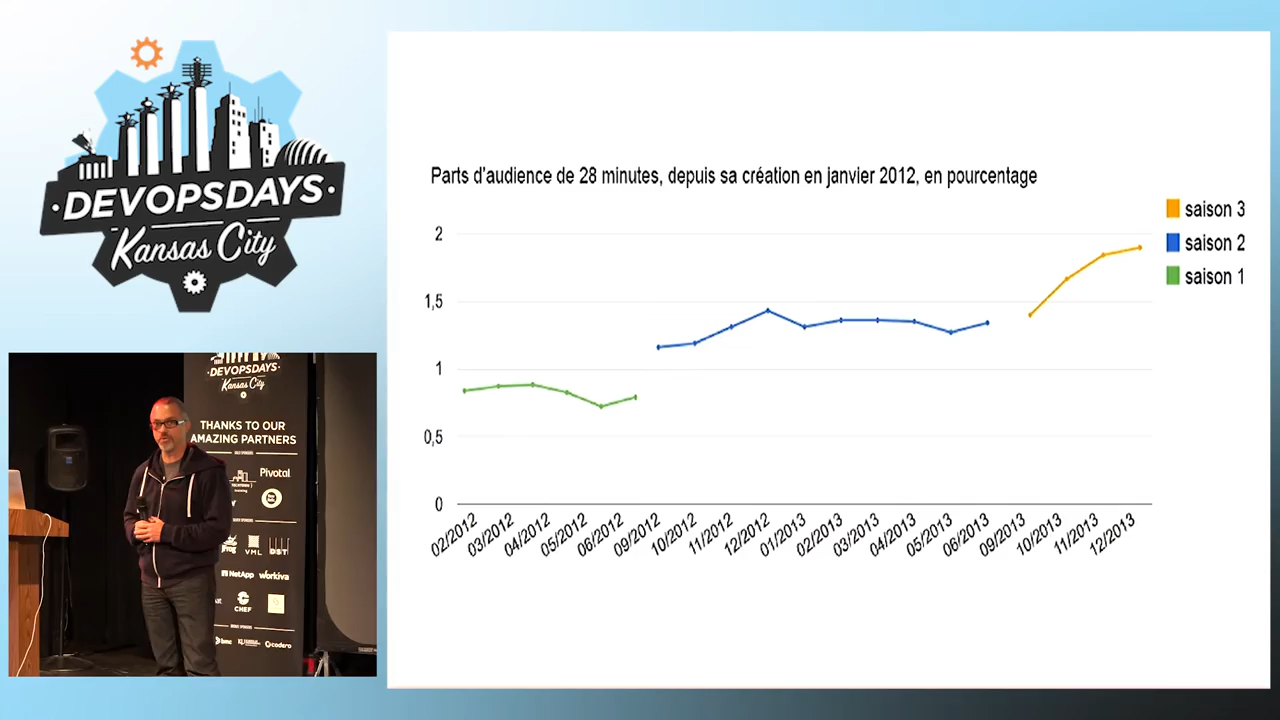 DEVOPSDAYS
Kansas City
DEVOPSDAYS
Kansas City
THANKS TO OUR
AMAZING PARTNERS
Pivotal
VML
DST
NetApp
workiva
CHEF
bmc
codero
Parts d'audience de 28 minutes, depuis sa création en janvier 2012, en pourcentage
saison 3
saison 2
saison 1
2
1,5
1
0,5
0
02/2012
03/2012
04/2012
05/2012
06/2012
09/2012
10/2012
11/2012
12/2012
01/2013
02/2013
03/2013
04/2013
05/2013
06/2013
09/2013
10/2013
11/2013
12/2013